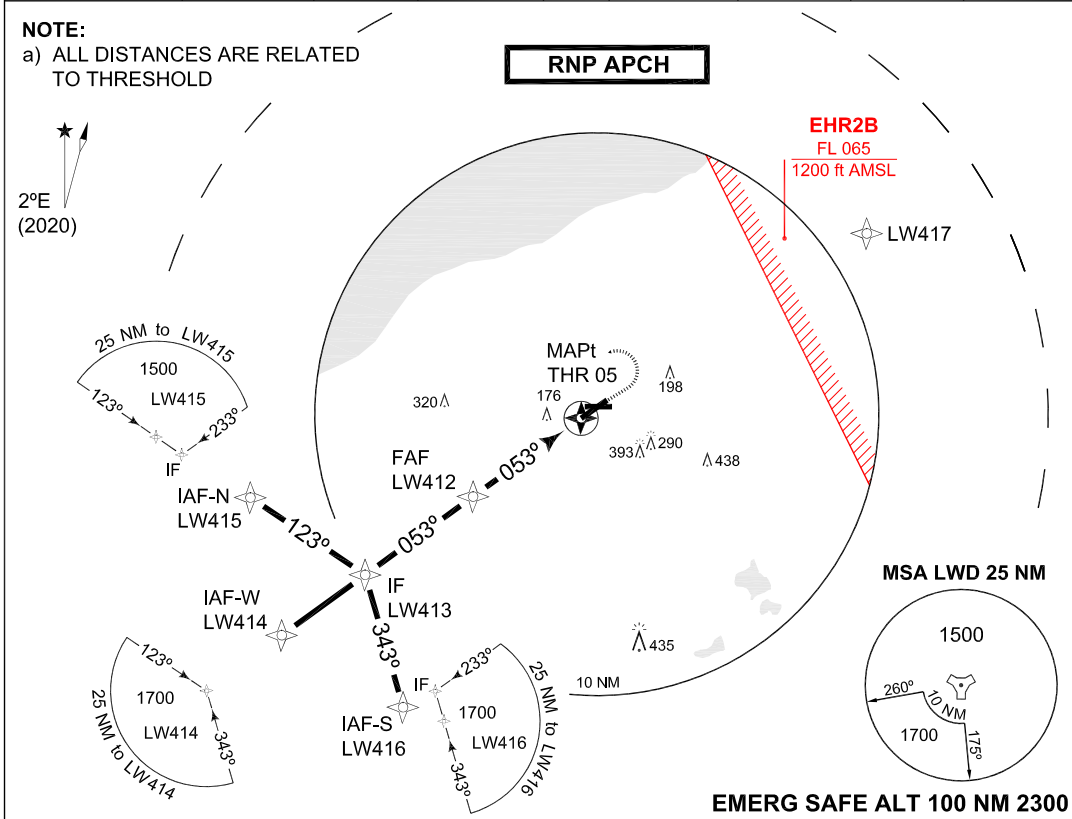 NOTE:
a) ALL DISTANCES ARE RELATED
TO THRESHOLD
RNP APCH
2ºE
(2020)
EHR2B
FL 065
1200 ft AMSL
LW417
25 NM to LW415
1500
LW415
123º
233º
IF
MAPt
THR 05
320
176
198
393
290
438
053º
FAF
LW412
IAF-N
LW415
123º
053º
IF
LW413
IAF-W
LW414
343º
IAF-S
LW416
123º
1700
LW414
343º
25 NM to LW414
IF
233º
1700
LW416
343º
25 NM to LW416
435
10 NM
MSA LWD 25 NM
1500
260º
10 NM
1700
175º
EMERG SAFE ALT 100 NM 2300